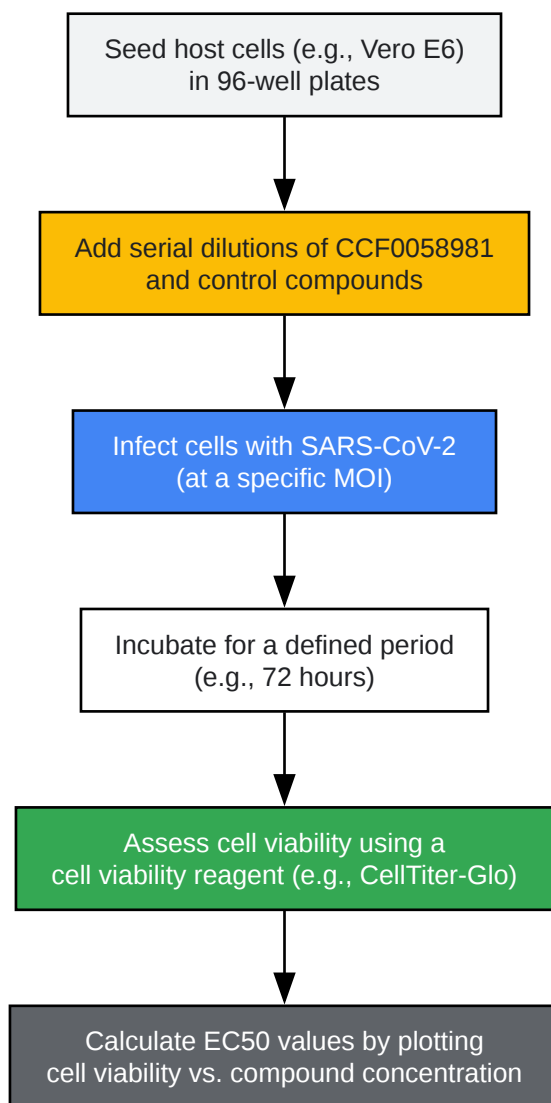 Seed host cells (e.g., Vero E6)
in 96-well plates
Add serial dilutions of CCF0058981
and control compounds
Infect cells with SARS-CoV-2
(at a specific MOI)
Incubate for a defined period
(e.g., 72 hours)
Assess cell viability using a
cell viability reagent (e.g., CellTiter-Glo)
Calculate EC50 values by plotting
cell viability vs. compound concentration